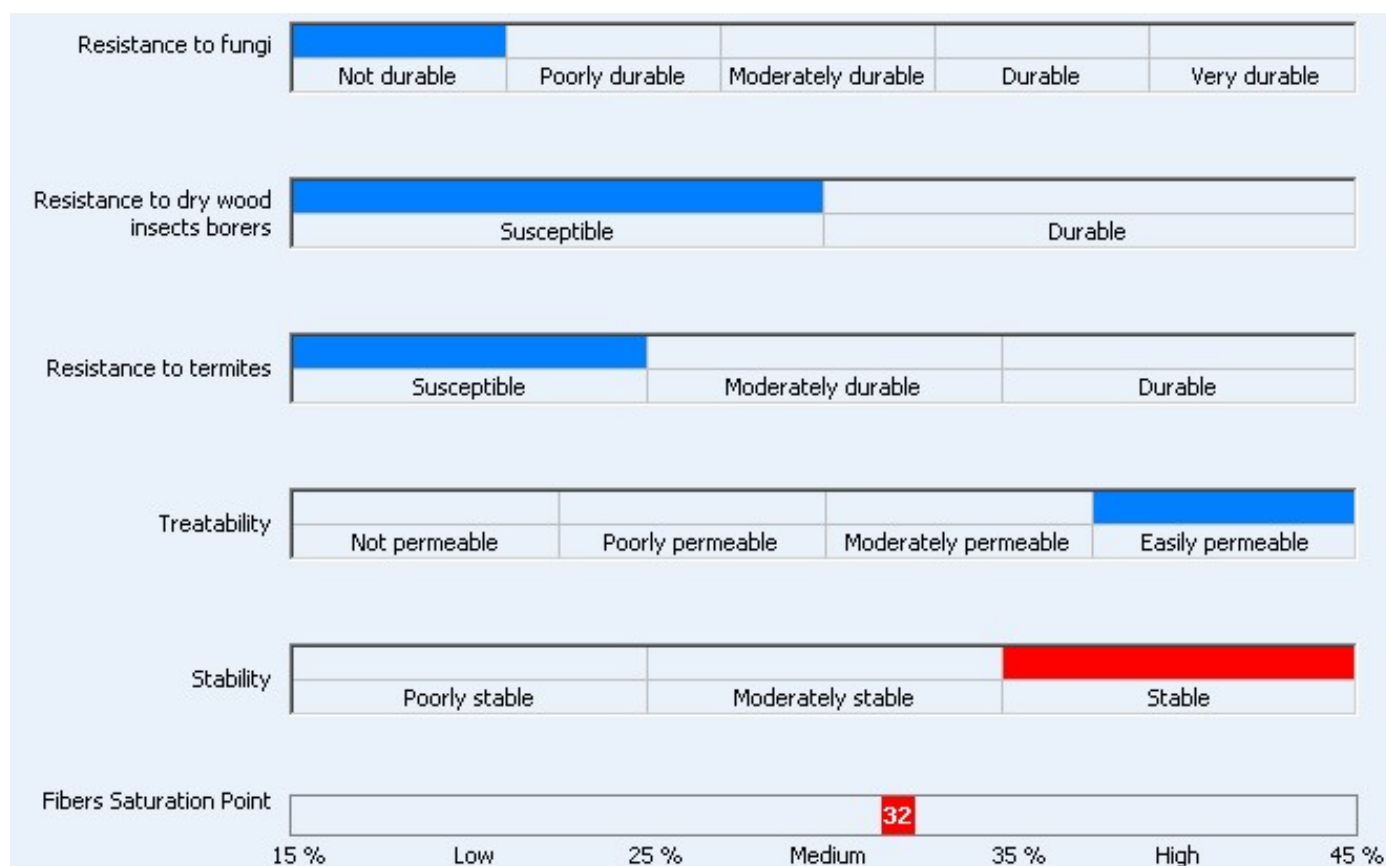 Resistance to fungi
Not durable Poorly durable Moderately durable Durable Very durable
Resistance to dry wood
insects borers
Susceptible Durable
Resistance to termites
Susceptible Moderately durable Durable
Treatability
Not permeable Poorly permeable Moderately permeable Easily permeable
Stability
Poorly stable Moderately stable Stable
Fibers Saturation Point
32
15 % Low 25 % Medium 35 % High 45 %